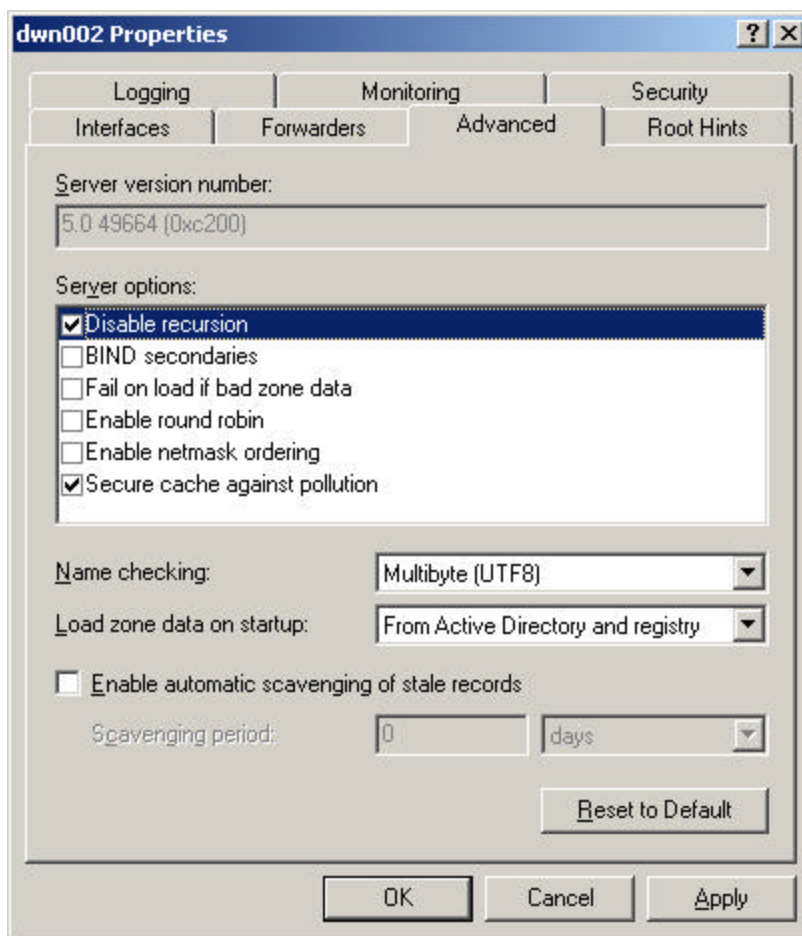 dwn002 Properties
Logging Monitoring Security
Interfaces Forwarders Advanced Root Hints
Server version number:
5.0 49664 (0xc200)
Server options:
Disable recursion
BIND secondaries
Fail on load if bad zone data
Enable round robin
Enable netmask ordering
Secure cache against pollution
Name checking: Multibyte (UTF8)
Load zone data on startup: From Active Directory and registry
Enable automatic scavenging of stale records
Scavenging period: 0 days
Reset to Default
OK Cancel Apply